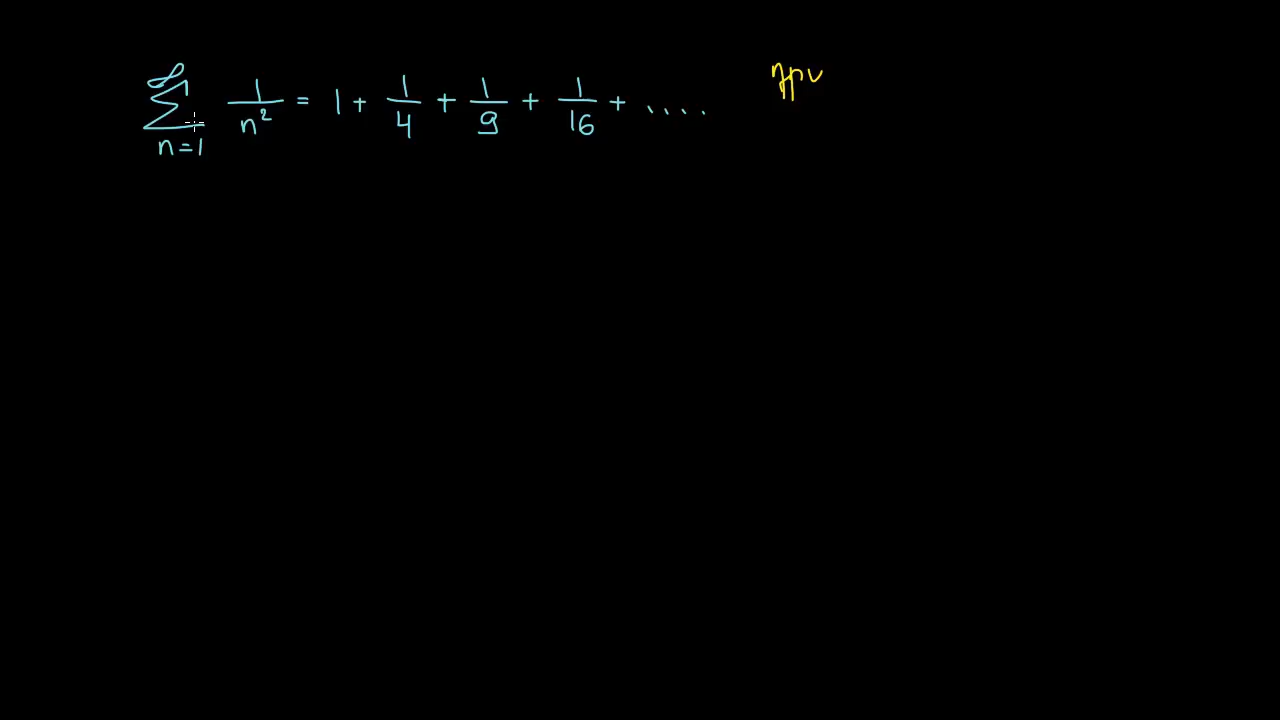 ∞ ∑ n=1 1/n² = 1 + 1/4 + 1/9 + 1/16 + ....